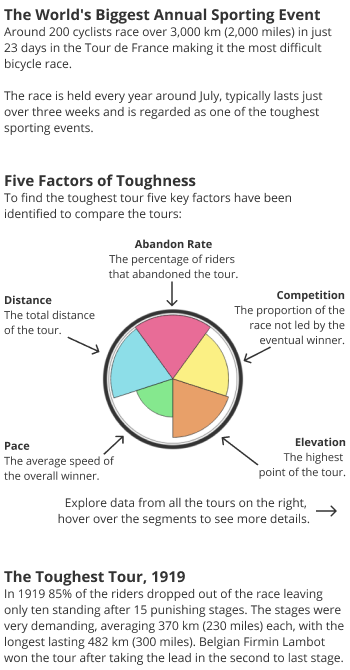 The World's Biggest Annual Sporting Event
Around 200 cyclists race over 3,000 km (2,000 miles) in just
23 days in the Tour de France making it the most difficult
bicycle race.
The race is held every year around July, typically lasts just
over three weeks and is regarded as one of the toughest
sporting events.
Five Factors of Toughness
To find the toughest tour five key factors have been
identified to compare the tours:
Abandon Rate
The percentage of riders
that abandoned the tour.
Distance
The total distance
of the tour.
Competition
The proportion of the
race not led by the
eventual winner.
Pace
The average speed of
the overall winner.
Elevation
The highest
point of the tour.
Explore data from all the tours on the right,
hover over the segments to see more details.
The Toughest Tour, 1919
In 1919 85% of the riders dropped out of the race leaving
only ten standing after 15 punishing stages. The stages were
very demanding, averaging 370 km (230 miles) each, with the
longest lasting 482 km (300 miles). Belgian Firmin Lambot
won the tour after taking the lead in the second to last stage.